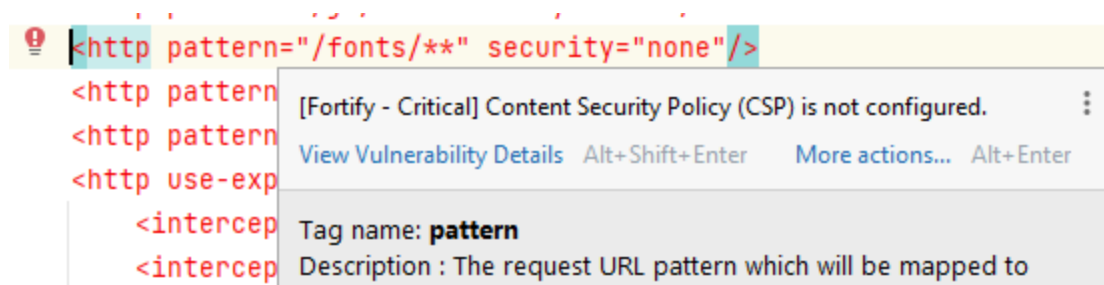 <http pattern="/fonts/**" security="none"/>
<http pattern
[Fortify - Critical] Content Security Policy (CSP) is not configured.
<http pattern
View Vulnerability Details Alt+Shift+Enter More actions... Alt+Enter
<http use-exp
<intercep
Tag name: pattern
<intercep
Description : The request URL pattern which will be mapped to